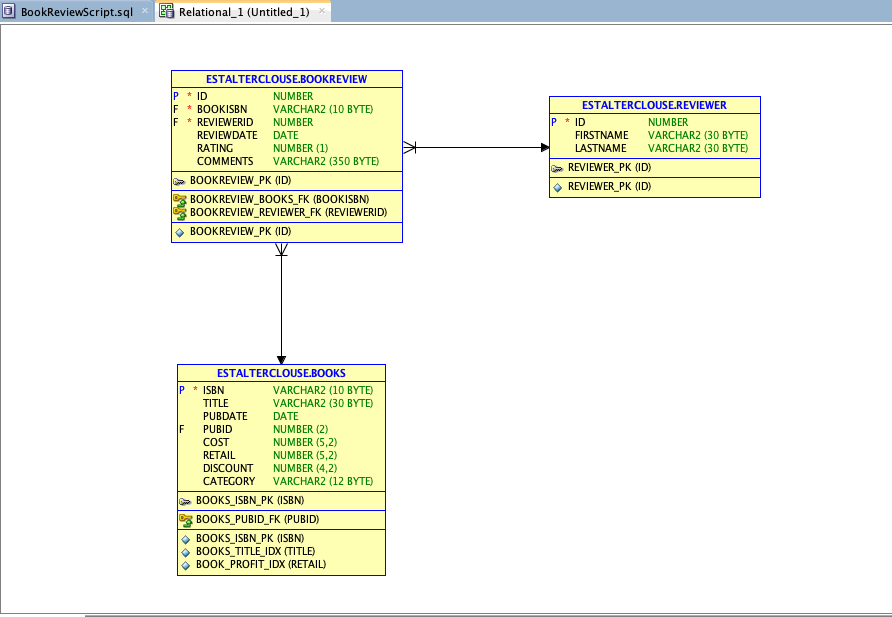 BookReviewScript.sql × Relational_1 (Untitled_1) ×
ESTALTERCLOUSE.BOOKREVIEW
P * ID NUMBER
F * BOOKISBN VARCHAR2 (10 BYTE)
F * REVIEWERID NUMBER
REVIEWDATE DATE
RATING NUMBER (1)
COMMENTS VARCHAR2 (350 BYTE)
BOOKREVIEW_PK (ID)
BOOKREVIEW_BOOKS_FK (BOOKISBN)
BOOKREVIEW_REVIEWER_FK (REVIEWERID)
BOOKREVIEW_PK (ID)
ESTALTERCLOUSE.REVIEWER
P * ID NUMBER
FIRSTNAME VARCHAR2 (30 BYTE)
LASTNAME VARCHAR2 (30 BYTE)
REVIEWER_PK (ID)
REVIEWER_PK (ID)
ESTALTERCLOUSE.BOOKS
P * ISBN VARCHAR2 (10 BYTE)
TITLE VARCHAR2 (30 BYTE)
PUBDATE DATE
F PUBID NUMBER (2)
COST NUMBER (5,2)
RETAIL NUMBER (5,2)
DISCOUNT NUMBER (4,2)
CATEGORY VARCHAR2 (12 BYTE)
BOOKS_ISBN_PK (ISBN)
BOOKS_PUBID_FK (PUBID)
BOOKS_ISBN_PK (ISBN)
BOOKS_TITLE_IDX (TITLE)
BOOK_PROFIT_IDX (RETAIL)